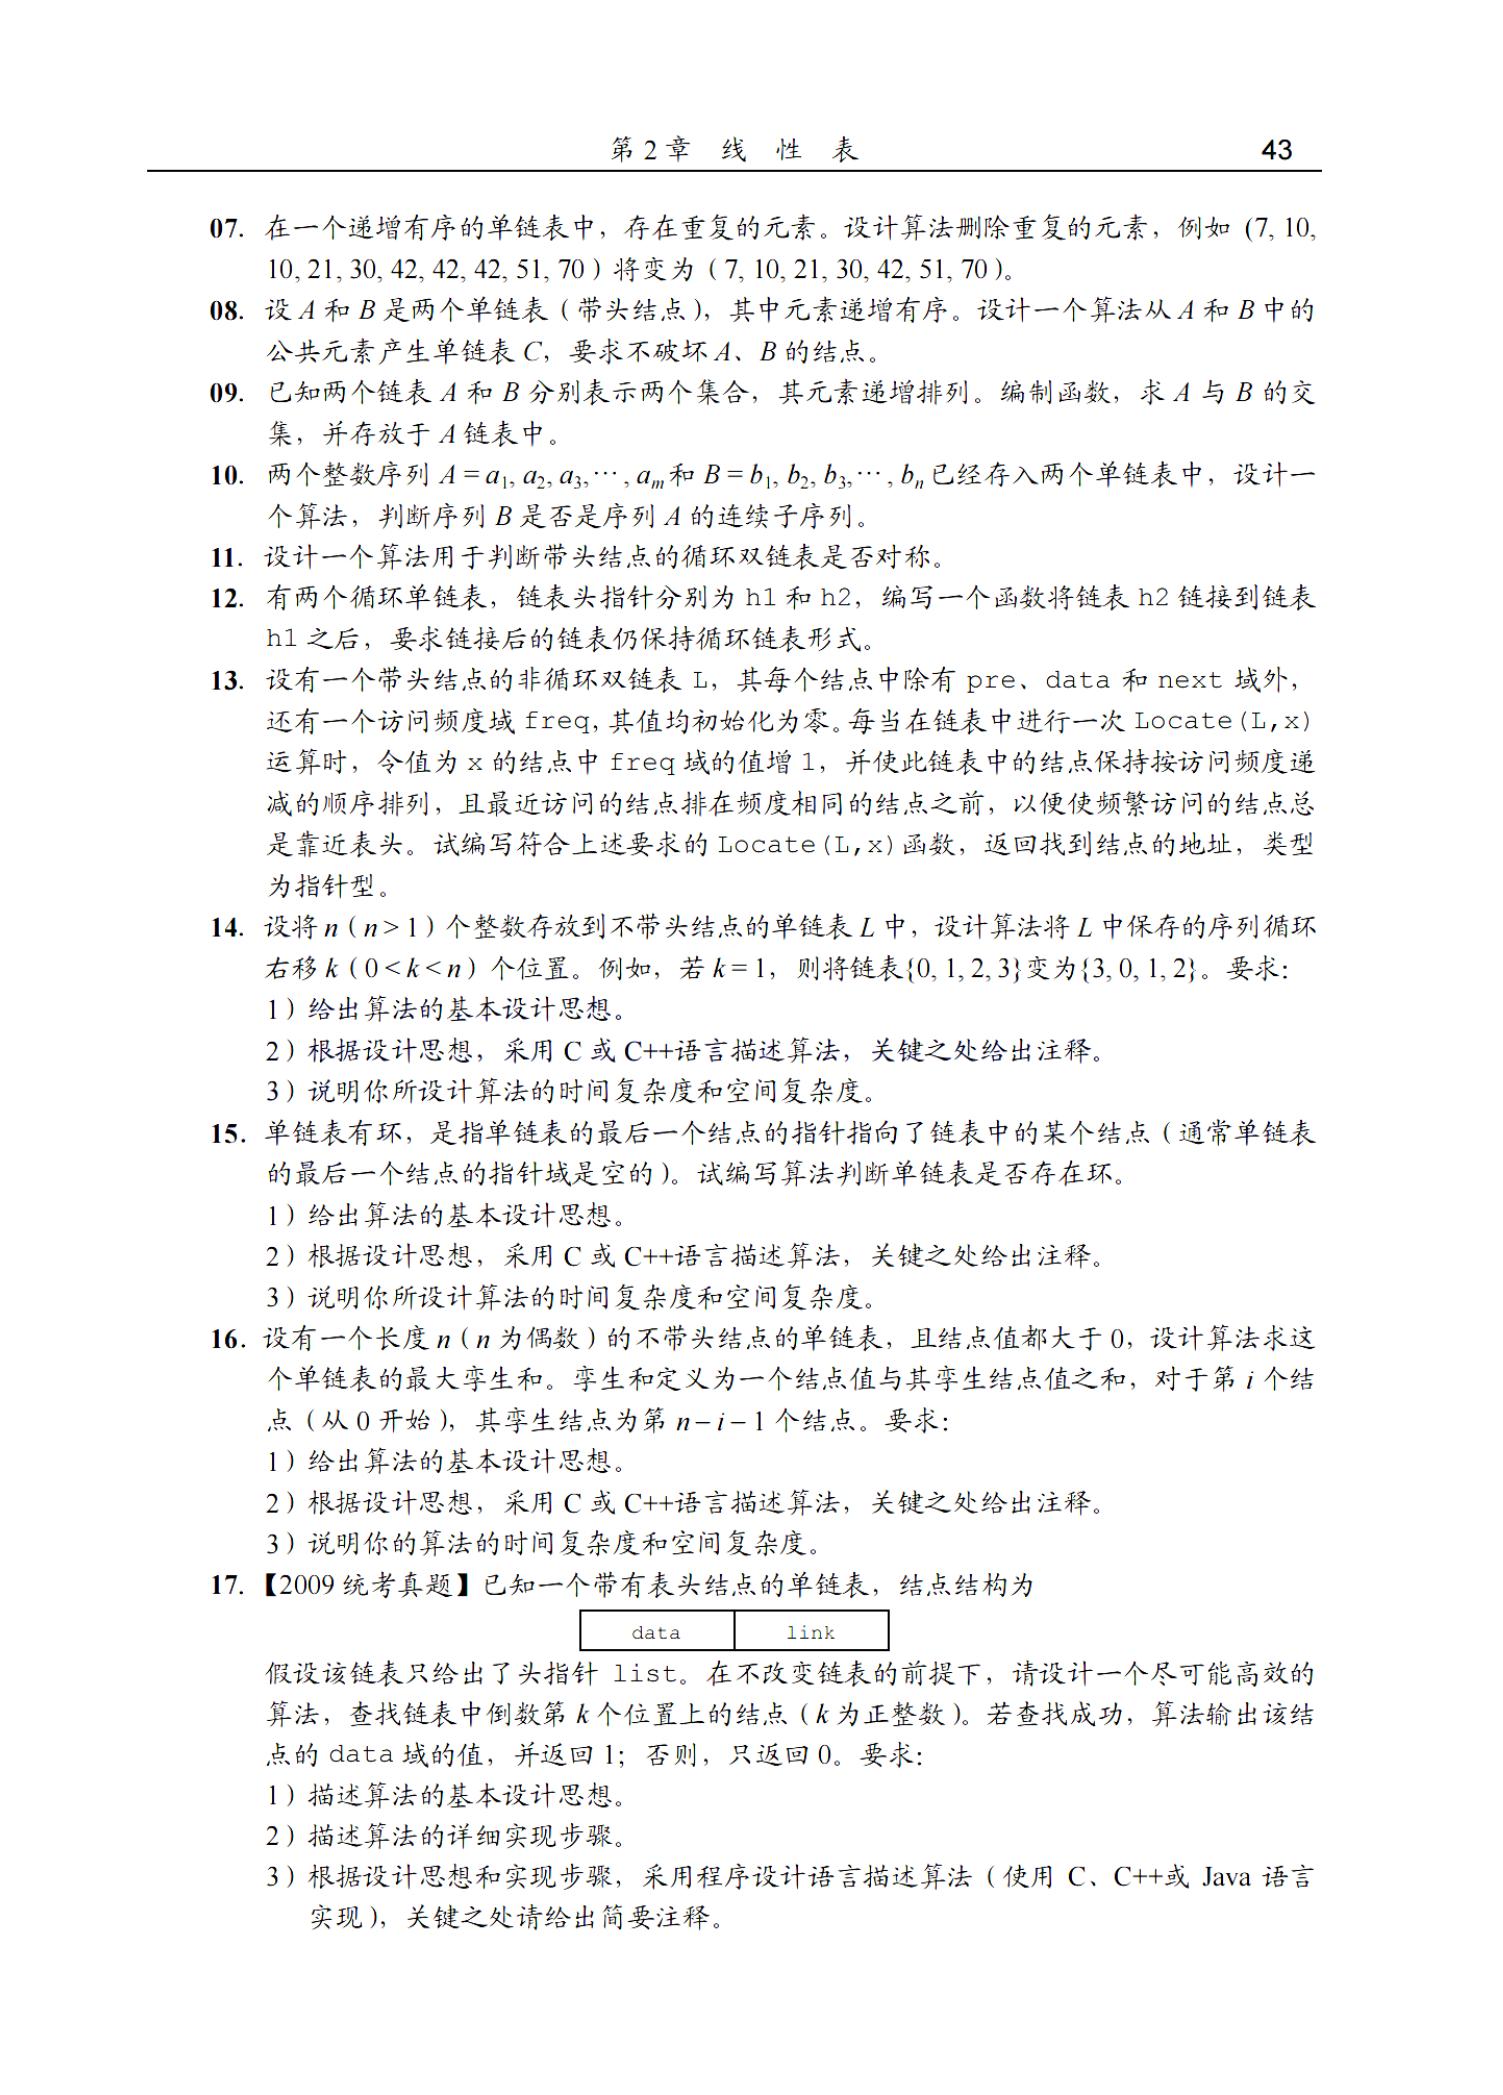 第2章 线 性 表 43
07. 在一个递增有序的单链表中，存在重复的元素。设计算法删除重复的元素，例如 (7, 10,
10, 21, 30, 42, 42, 42, 51, 70）将变为（7, 10, 21, 30, 42, 51, 70）。
08. 设 A 和 B 是两个单链表（带头结点），其中元素递增有序。设计一个算法从 A 和 B 中的
公共元素产生单链表 C，要求不破坏 A、B 的结点。
09. 已知两个链表 A 和 B 分别表示两个集合，其元素递增排列。编制函数，求 A 与 B 的交
集，并存放于 A 链表中。
10. 两个整数序列 A = a₁, a₂, a₃,⋯, aₘ 和 B = b₁, b₂, b₃,⋯, bₙ 已经存入两个单链表中，设计一
个算法，判断序列 B 是否是序列 A 的连续子序列。
11. 设计一个算法用于判断带头结点的循环双链表是否对称。
12. 有两个循环单链表，链表头指针分别为 h1 和 h2，编写一个函数将链表 h2 链接到链表
h1 之后，要求链接后的链表仍保持循环链表形式。
13. 设有一个带头结点的非循环双链表 L，其每个结点中除有 pre、data 和 next 域外，
还有一个访问频度域 freq，其值均初始化为零。每当在链表中进行一次 Locate(L,x)
运算时，令值为 x 的结点中 freq 域的值增 1，并使此链表中的结点保持按访问频度递
减的顺序排列，且最近访问的结点排在频度相同的结点之前，以便使频繁访问的结点总
是靠近表头。试编写符合上述要求的 Locate(L,x) 函数，返回找到结点的地址，类型
为指针型。
14. 设将 n（n > 1）个整数存放到不带头结点的单链表 L 中，设计算法将 L 中保存的序列循环
右移 k（0 < k < n）个位置。例如，若 k = 1，则将链表{0, 1, 2, 3}变为{3, 0, 1, 2}。要求：
1）给出算法的基本设计思想。
2）根据设计思想，采用 C 或 C++语言描述算法，关键之处给出注释。
3）说明你所设计算法的时间复杂度和空间复杂度。
15. 单链表有环，是指单链表的最后一个结点的指针指向了链表中的某个结点（通常单链表
的最后一个结点的指针域是空的）。试编写算法判断单链表是否存在环。
1）给出算法的基本设计思想。
2）根据设计思想，采用 C 或 C++语言描述算法，关键之处给出注释。
3）说明你所设计算法的时间复杂度和空间复杂度。
16. 设有一个长度 n（n 为偶数）的不带头结点的单链表，且结点值都大于 0，设计算法求这
个单链表的最大孪生和。孪生和定义为一个结点值与其孪生结点值之和，对于第 i 个结
点（从 0 开始），其孪生结点为第 n – i – 1 个结点。要求：
1）给出算法的基本设计思想。
2）根据设计思想，采用 C 或 C++语言描述算法，关键之处给出注释。
3）说明你的算法的时间复杂度和空间复杂度。
17. 【2009 统考真题】已知一个带有表头结点的单链表，结点结构为
data link
假设该链表只给出了头指针 list。在不改变链表的前提下，请设计一个尽可能高效的
算法，查找链表中倒数第 k 个位置上的结点（k 为正整数）。若查找成功，算法输出该结
点的 data 域的值，并返回 1；否则，只返回 0。要求：
1）描述算法的基本设计思想。
2）描述算法的详细实现步骤。
3）根据设计思想和实现步骤，采用程序设计语言描述算法（使用 C、C++或 Java 语言
实现），关键之处请给出简要注释。